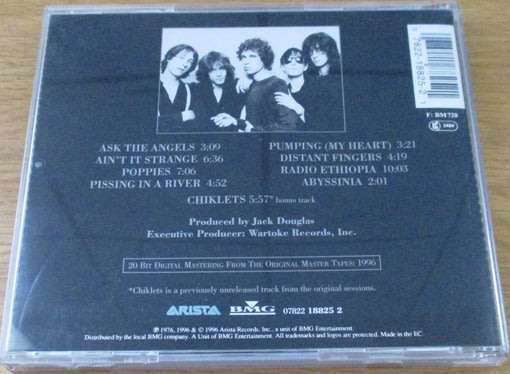 0 7822 18825-2 1
F: BM 720
ASK THE ANGELS 3:09
AIN'T IT STRANGE 6:36
POPPIES 7:06
PISSING IN A RIVER 4:52
PUMPING (MY HEART) 3:21
DISTANT FINGERS 4:19
RADIO ETHIOPIA 10:03
ABYSSINIA 2:01
CHIKLETS 5:57* bonus track
Produced by Jack Douglas
Executive Producer: Wartoke Records, Inc.
20 BIT DIGITAL MASTERING FROM THE ORIGINAL MASTER TAPES: 1996
*Chiklets is a previously unreleased track from the original sessions.
ARISTA BMG 07822 18825 2
℗ 1976, 1996 & © 1996 Arista Records, Inc., a unit of BMG Entertainment.
Distributed by the local BMG company. A Unit of BMG Entertainment. All trademarks and logos are protected. Made in the EC.